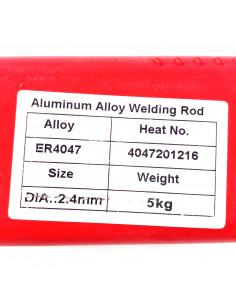 Aluminum Alloy Welding Rod
Alloy Heat No.
ER4047 4047201216
Size Weight
DIA.:2.4mm 5kg